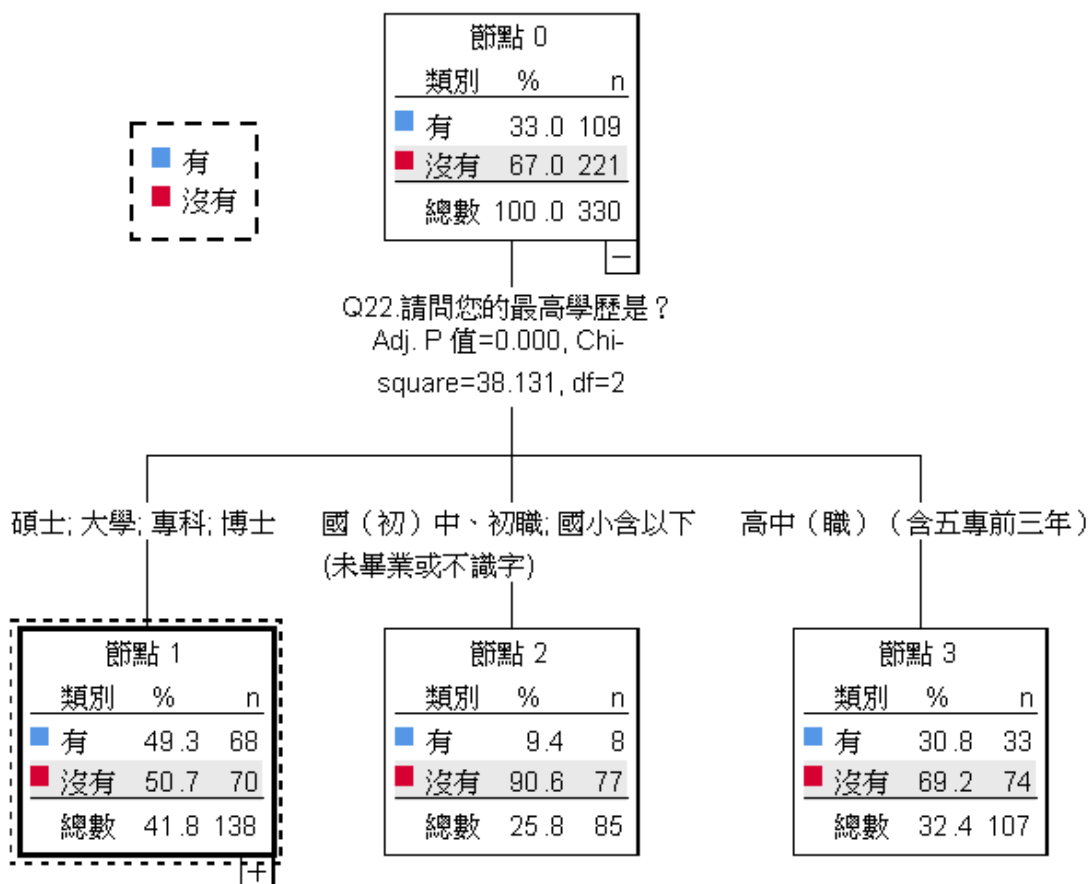 節點 0
類別 % n
有 33.0 109
沒有 67.0 221
總數 100.0 330
有
沒有
Q22.請問您的最高學歷是？
Adj. P 值=0.000, Chi-
square=38.131, df=2
碩士; 大學; 專科; 博士
國（初）中、初職; 國小含以下
(未畢業或不識字)
高中（職）（含五專前三年）
節點 1
類別 % n
有 49.3 68
沒有 50.7 70
總數 41.8 138
節點 2
類別 % n
有 9.4 8
沒有 90.6 77
總數 25.8 85
節點 3
類別 % n
有 30.8 33
沒有 69.2 74
總數 32.4 107